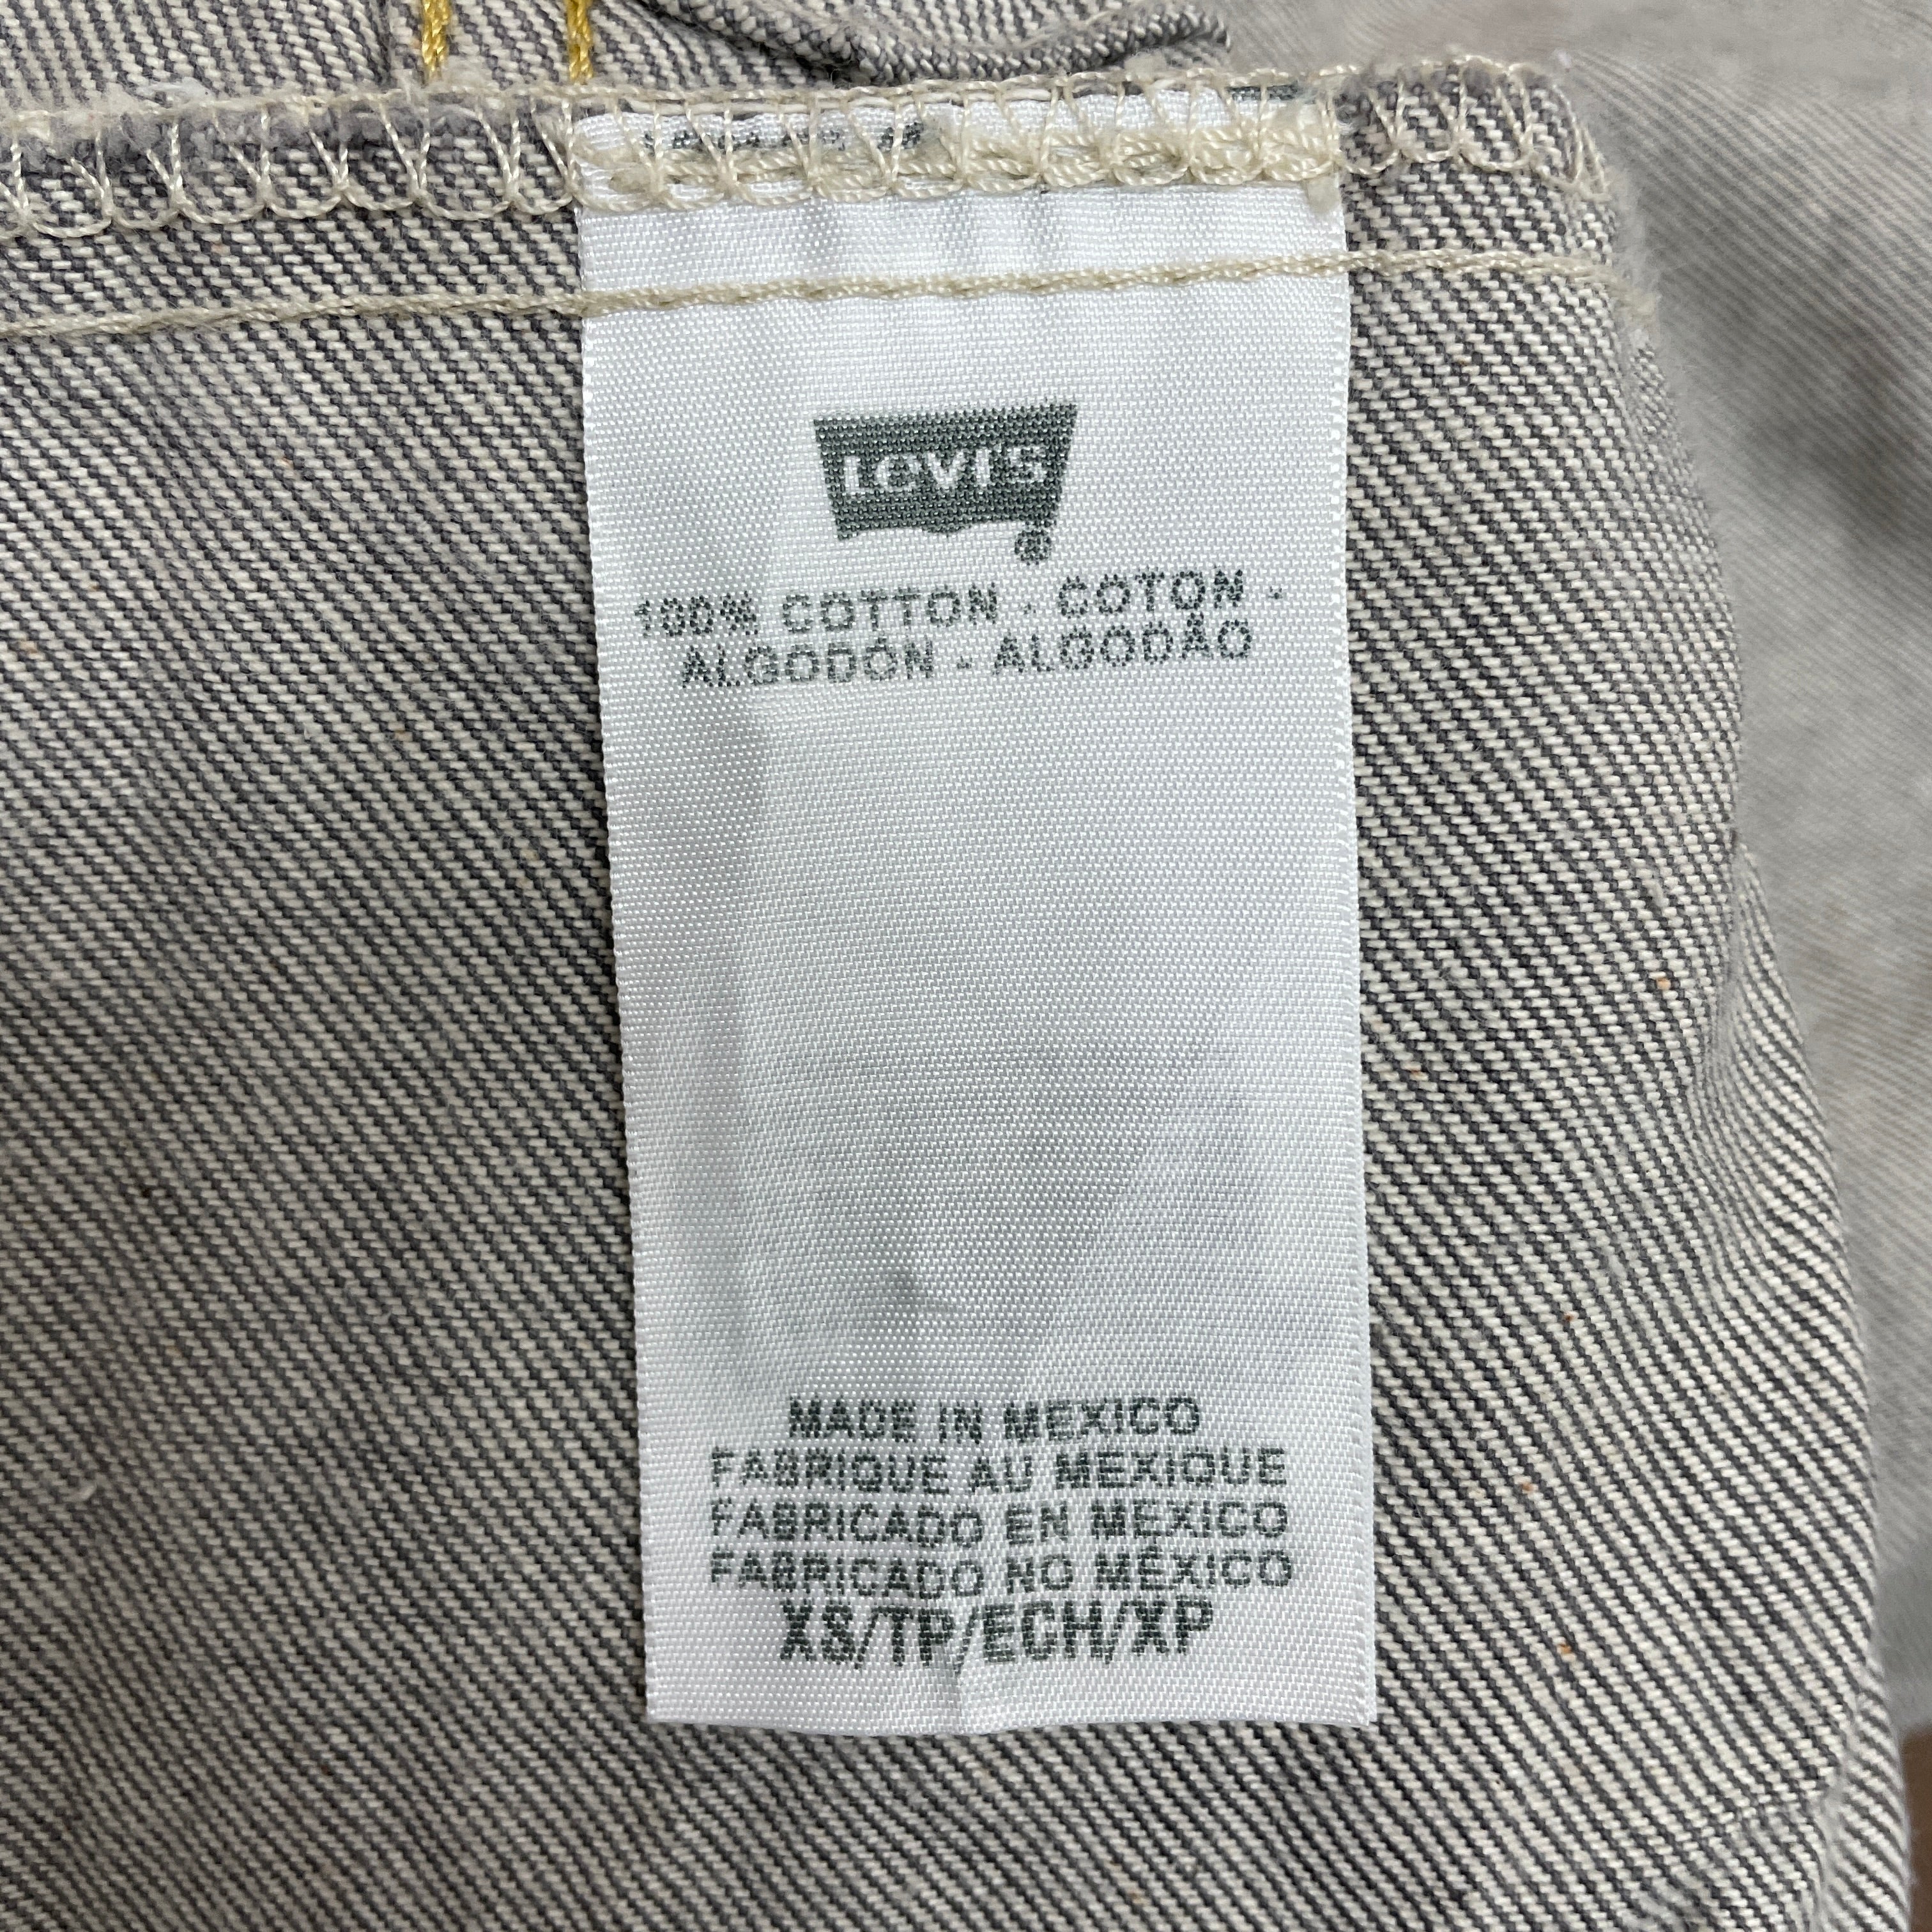 Levi's
®
100% COTTON - COTON -
ALGODÓN - ALGODÃO
MADE IN MEXICO
FABRIQUE AU MEXIQUE
FABRICADO EN MÉXICO
FABRICADO NO MÉXICO
XS/TP/ECH/XP